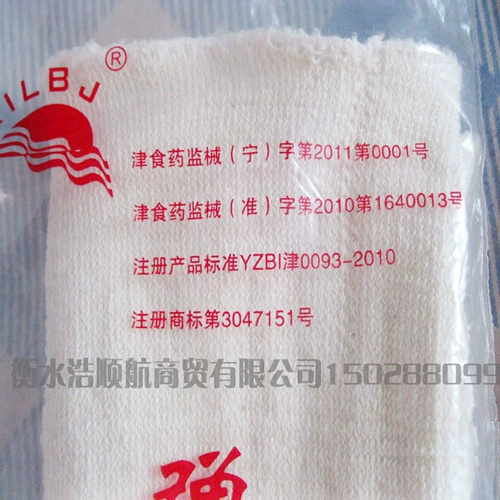 ILBJ®
津食药监械（宁）字第2011第0001号
津食药监械（准）字第2010第1640013号
注册产品标准YZBI津0093-2010
注册商标第3047151号
衡水浩顺航商贸有限公司1502880099
弹